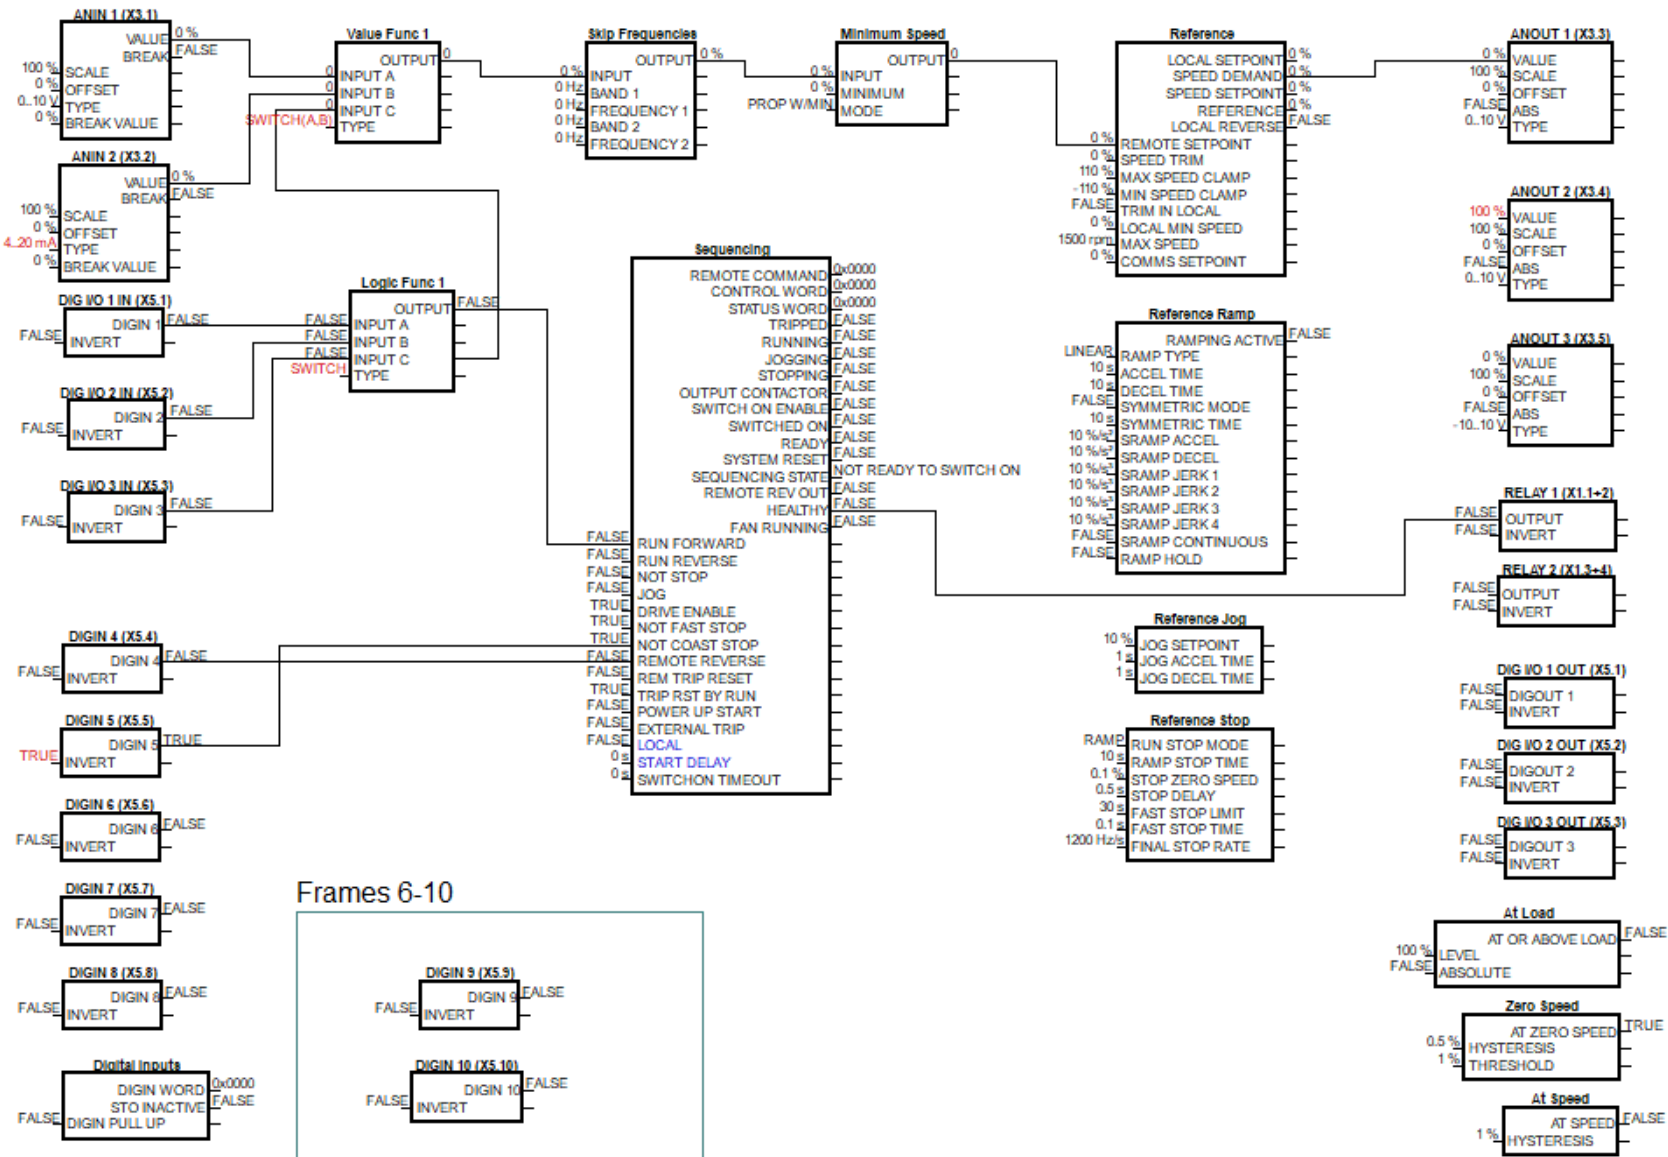 ANIN 1 (X3.1)
VALUE 0 %
BREAK FALSE
100 % SCALE
0 % OFFSET
0..10 V TYPE
0 % BREAK VALUE
ANIN 2 (X3.2)
VALUE 0 %
BREAK FALSE
100 % SCALE
0 % OFFSET
4..20 mA TYPE
0 % BREAK VALUE
DIG I/O 1 IN (X5.1)
DIGIN 1 FALSE
FALSE INVERT
DIG I/O 2 IN (X5.2)
DIGIN 2 FALSE
FALSE INVERT
DIG I/O 3 IN (X5.3)
DIGIN 3 FALSE
FALSE INVERT
DIGIN 4 (X5.4)
DIGIN 4 FALSE
FALSE INVERT
DIGIN 5 (X5.5)
DIGIN 5 TRUE
TRUE INVERT
DIGIN 6 (X5.6)
DIGIN 6 FALSE
FALSE INVERT
DIGIN 7 (X5.7)
DIGIN 7 FALSE
FALSE INVERT
DIGIN 8 (X5.8)
DIGIN 8 FALSE
FALSE INVERT
Digital Inputs
DIGIN WORD 0x0000
STO INACTIVE FALSE
FALSE DIGIN PULL UP
Value Func 1
OUTPUT 0
0 INPUT A
0 INPUT B
0 INPUT C
SWITCH(A,B) TYPE
Logic Func 1
OUTPUT FALSE
FALSE INPUT A
FALSE INPUT B
FALSE INPUT C
SWITCH TYPE
Frames 6-10
DIGIN 9 (X5.9)
DIGIN 9 FALSE
FALSE INVERT
DIGIN 10 (X5.10)
DIGIN 10 FALSE
FALSE INVERT
Skip Frequencies
OUTPUT 0 %
0 % INPUT
0 Hz BAND 1
0 Hz FREQUENCY 1
0 Hz BAND 2
0 Hz FREQUENCY 2
Minimum Speed
OUTPUT 0
0 % INPUT
0 % MINIMUM
PROP W/MIN MODE
Sequencing
REMOTE COMMAND 0x0000
CONTROL WORD 0x0000
STATUS WORD 0x0000
TRIPPED FALSE
RUNNING FALSE
JOGGING FALSE
STOPPING FALSE
OUTPUT CONTACTOR FALSE
SWITCH ON ENABLE FALSE
SWITCHED ON FALSE
READY FALSE
SYSTEM RESET FALSE
SEQUENCING STATE NOT READY TO SWITCH ON
REMOTE REV OUT FALSE
HEALTHY FALSE
FAN RUNNING FALSE
FALSE RUN FORWARD
FALSE RUN REVERSE
FALSE NOT STOP
FALSE JOG
TRUE DRIVE ENABLE
TRUE NOT FAST STOP
TRUE NOT COAST STOP
FALSE REMOTE REVERSE
FALSE REM TRIP RESET
TRUE TRIP RST BY RUN
FALSE POWER UP START
FALSE EXTERNAL TRIP
FALSE LOCAL
0 s START DELAY
0 s SWITCHON TIMEOUT
Reference
LOCAL SETPOINT 0 %
SPEED DEMAND 0 %
SPEED SETPOINT 0 %
REFERENCE 0 %
LOCAL REVERSE FALSE
0 % REMOTE SETPOINT
0 % SPEED TRIM
110 % MAX SPEED CLAMP
-110 % MIN SPEED CLAMP
FALSE TRIM IN LOCAL
0 % LOCAL MIN SPEED
1500 rpm MAX SPEED
0 % COMMS SETPOINT
Reference Ramp
RAMPING ACTIVE FALSE
LINEAR RAMP TYPE
10 s ACCEL TIME
10 s DECEL TIME
FALSE SYMMETRIC MODE
10 s SYMMETRIC TIME
10 %/s² SRAMP ACCEL
10 %/s² SRAMP DECEL
10 %/s³ SRAMP JERK 1
10 %/s³ SRAMP JERK 2
10 %/s³ SRAMP JERK 3
10 %/s³ SRAMP JERK 4
FALSE SRAMP CONTINUOUS
FALSE RAMP HOLD
Reference Jog
10 % JOG SETPOINT
1 s JOG ACCEL TIME
1 s JOG DECEL TIME
Reference Stop
RAMP RUN STOP MODE
10 s RAMP STOP TIME
0.1 % STOP ZERO SPEED
0.5 s STOP DELAY
30 s FAST STOP LIMIT
0.1 s FAST STOP TIME
1200 Hz/s FINAL STOP RATE
ANOUT 1 (X3.3)
0 % VALUE
100 % SCALE
0 % OFFSET
FALSE ABS
0..10 V TYPE
ANOUT 2 (X3.4)
100 % VALUE
100 % SCALE
0 % OFFSET
FALSE ABS
0..10 V TYPE
ANOUT 3 (X3.5)
0 % VALUE
100 % SCALE
0 % OFFSET
FALSE ABS
-10..10 V TYPE
RELAY 1 (X1.1+2)
FALSE OUTPUT
FALSE INVERT
RELAY 2 (X1.3+4)
FALSE OUTPUT
FALSE INVERT
DIG I/O 1 OUT (X5.1)
FALSE DIGOUT 1
FALSE INVERT
DIG I/O 2 OUT (X5.2)
FALSE DIGOUT 2
FALSE INVERT
DIG I/O 3 OUT (X5.3)
FALSE DIGOUT 3
FALSE INVERT
At Load
AT OR ABOVE LOAD FALSE
100 % LEVEL
FALSE ABSOLUTE
Zero Speed
AT ZERO SPEED TRUE
0.5 % HYSTERESIS
1 % THRESHOLD
At Speed
AT SPEED FALSE
1 % HYSTERESIS